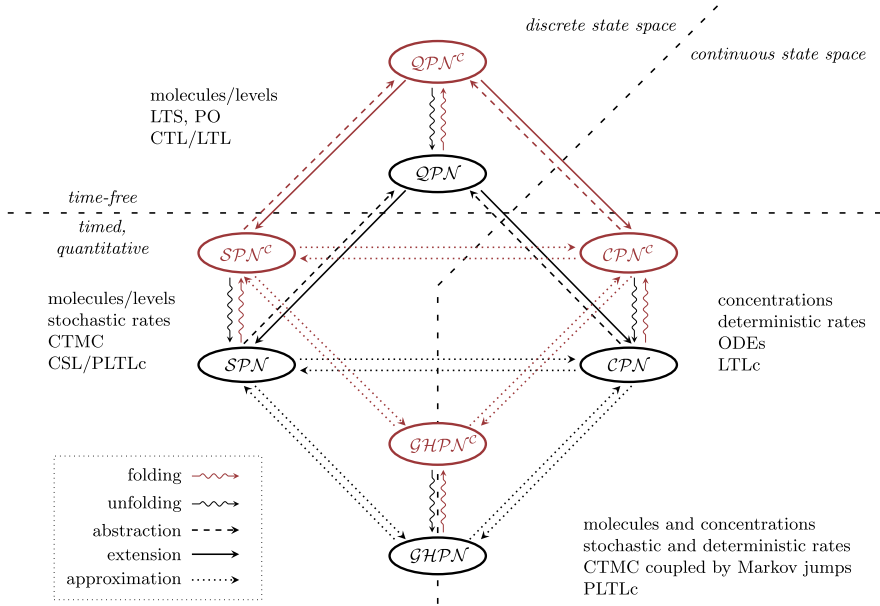 discrete state space
continuous state space
𝒬𝒫𝒩^𝒞
molecules/levels
LTS, PO
CTL/LTL
𝒬𝒫𝒩
time-free
timed,
quantitative
𝒮𝒫𝒩^𝒞
𝒞𝒫𝒩^𝒞
molecules/levels
stochastic rates
CTMC
CSL/PLTLc
concentrations
deterministic rates
ODEs
LTLc
𝒮𝒫𝒩
𝒞𝒫𝒩
𝒢ℋ𝒫𝒩^𝒞
folding
unfolding
abstraction
extension
approximation
𝒢ℋ𝒫𝒩
molecules and concentrations
stochastic and deterministic rates
CTMC coupled by Markov jumps
PLTLc